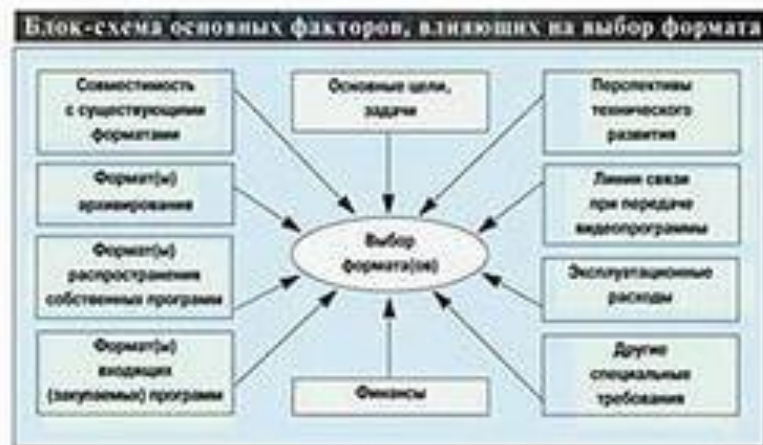 Блок-схема основных факторов, влияющих на выбор формата
Совместимость
с существующими
форматами
Основные цели,
задачи
Перспективы
технического
развития
Формат(ы)
архивирования
Линии связи
при передаче
видеопрограммы
Выбор
формата(ов)
Формат(ы)
распространения
собственных программ
Эксплуатационные
расходы
Формат(ы)
входящих
(закупаемых) программ
Финансы
Другие
специальные
требования